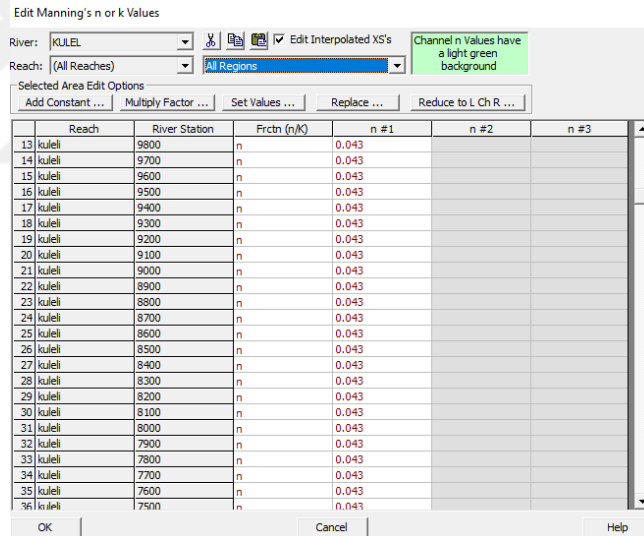 Edit Manning's n or k Values
River: KULEL Edit Interpolated XS's Channel n Values have
a light green
background
Reach: (All Reaches) All Regions
Selected Area Edit Options
Add Constant ... Multiply Factor ... Set Values ... Replace ... Reduce to L Ch R ...
Reach River Station Frctn (n/K) n #1 n #2 n #3
13 kuleli 9800 n 0.043
14 kuleli 9700 n 0.043
15 kuleli 9600 n 0.043
16 kuleli 9500 n 0.043
17 kuleli 9400 n 0.043
18 kuleli 9300 n 0.043
19 kuleli 9200 n 0.043
20 kuleli 9100 n 0.043
21 kuleli 9000 n 0.043
22 kuleli 8900 n 0.043
23 kuleli 8800 n 0.043
24 kuleli 8700 n 0.043
25 kuleli 8600 n 0.043
26 kuleli 8500 n 0.043
27 kuleli 8400 n 0.043
28 kuleli 8300 n 0.043
29 kuleli 8200 n 0.043
30 kuleli 8100 n 0.043
31 kuleli 8000 n 0.043
32 kuleli 7900 n 0.043
33 kuleli 7800 n 0.043
34 kuleli 7700 n 0.043
35 kuleli 7600 n 0.043
36 kuleli 7500 n 0.043
OK Cancel Help